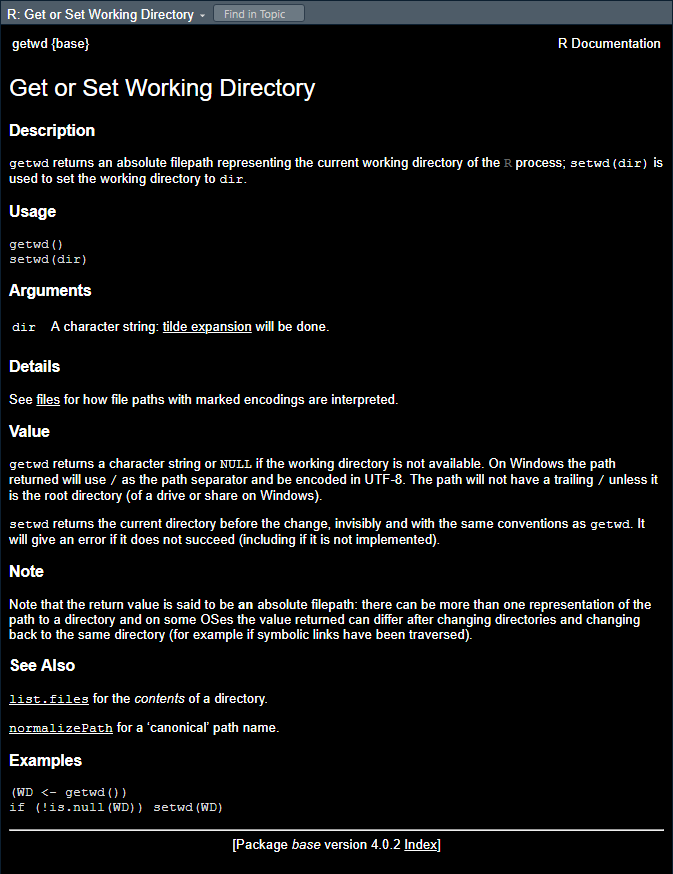 R: Get or Set Working Directory
Find in Topic
getwd {base}
R Documentation
Get or Set Working Directory
Description
getwd returns an absolute filepath representing the current working directory of the R process; setwd(dir) is
used to set the working directory to dir.
Usage
getwd()
setwd(dir)
Arguments
dir A character string: tilde expansion will be done.
Details
See files for how file paths with marked encodings are interpreted.
Value
getwd returns a character string or NULL if the working directory is not available. On Windows the path
returned will use / as the path separator and be encoded in UTF-8. The path will not have a trailing / unless it
is the root directory (of a drive or share on Windows).
setwd returns the current directory before the change, invisibly and with the same conventions as getwd. It
will give an error if it does not succeed (including if it is not implemented).
Note
Note that the return value is said to be an absolute filepath: there can be more than one representation of the
path to a directory and on some OSes the value returned can differ after changing directories and changing
back to the same directory (for example if symbolic links have been traversed).
See Also
list.files for the contents of a directory.
normalizePath for a ‘canonical’ path name.
Examples
(WD <- getwd())
if (!is.null(WD)) setwd(WD)
[Package base version 4.0.2 Index]